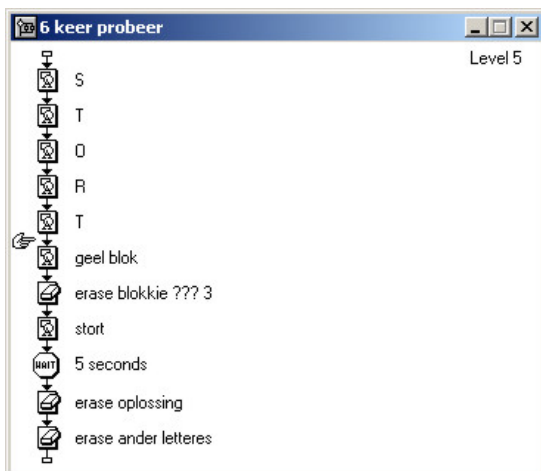 6 keer probeer
Level 5
S
T
O
R
T
geel blok
erase blokkie ??? 3
stort
WAIT 5 seconds
erase oplossing
erase ander letteres